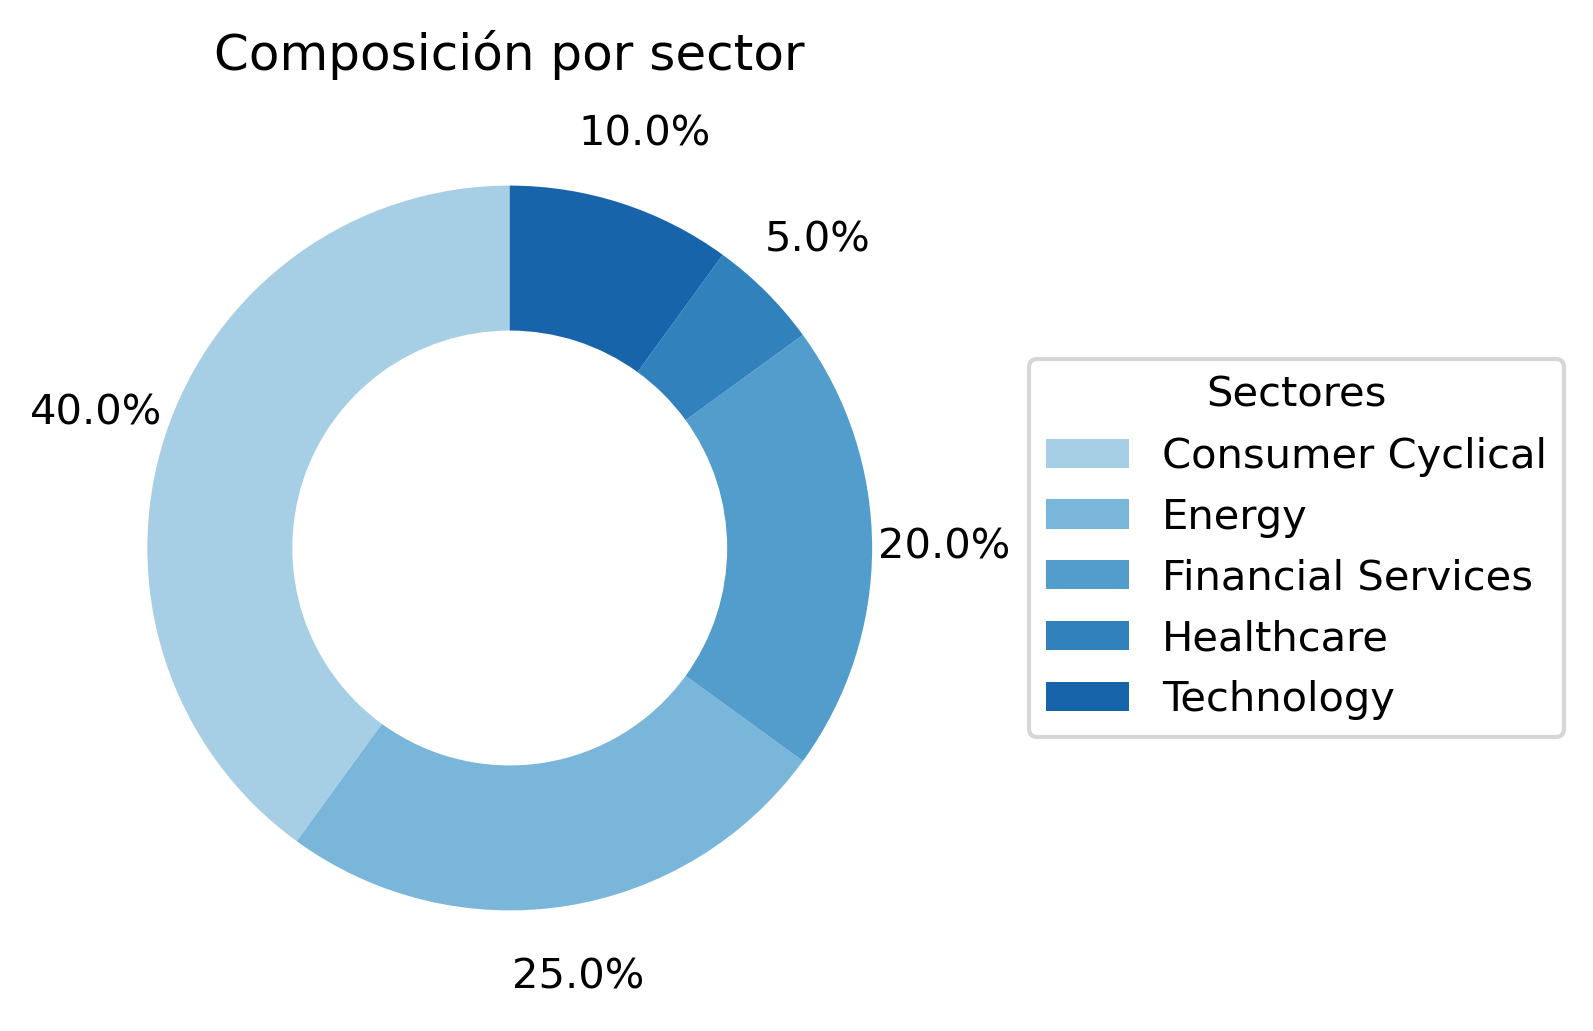 Composición por sector
10.0%
5.0%
40.0%
20.0%
25.0%
Sectores
Consumer Cyclical
Energy
Financial Services
Healthcare
Technology